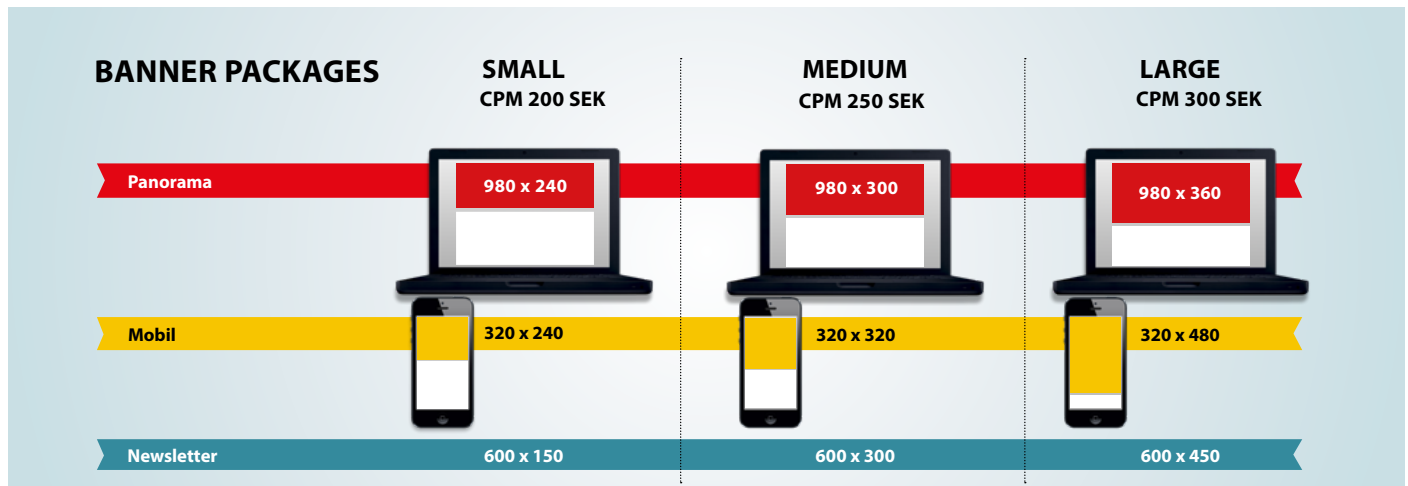 BANNER PACKAGES
SMALL
CPM 200 SEK
MEDIUM
CPM 250 SEK
LARGE
CPM 300 SEK
Panorama
980 x 240
980 x 300
980 x 360
Mobil
320 x 240
320 x 320
320 x 480
Newsletter
600 x 150
600 x 300
600 x 450